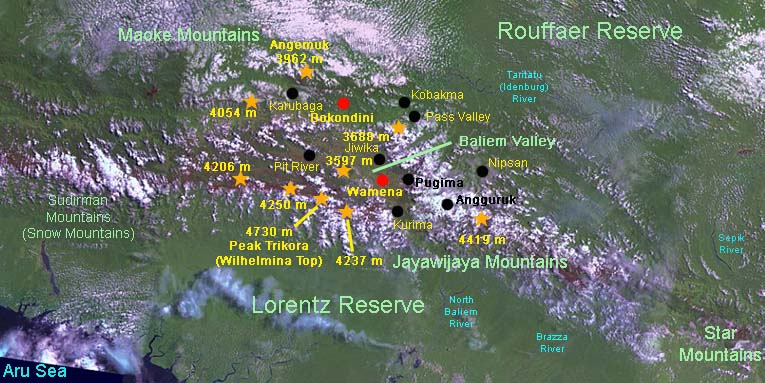 Rouffaer Reserve
Maoke Mountains
Angemuk
3962 m
Taritatu
(Idenburg)
River
Karubaga
Kobakma
4054 m
Bokondini
Pass Valley
3688 m
Baliem Valley
Jiwika
Pit River
3597 m
Nipsan
4206 m
Wamena
Pugima
Sudirman
Mountains
(Snow Mountains)
4250 m
Angguruk
4730 m
Peak Trikora
(Wilhelmina Top)
4237 m
Kurima
4419 m
Sepik
River
Jayawijaya Mountains
Lorentz Reserve
North
Baliem
River
Brazza
River
Star
Mountains
Aru Sea